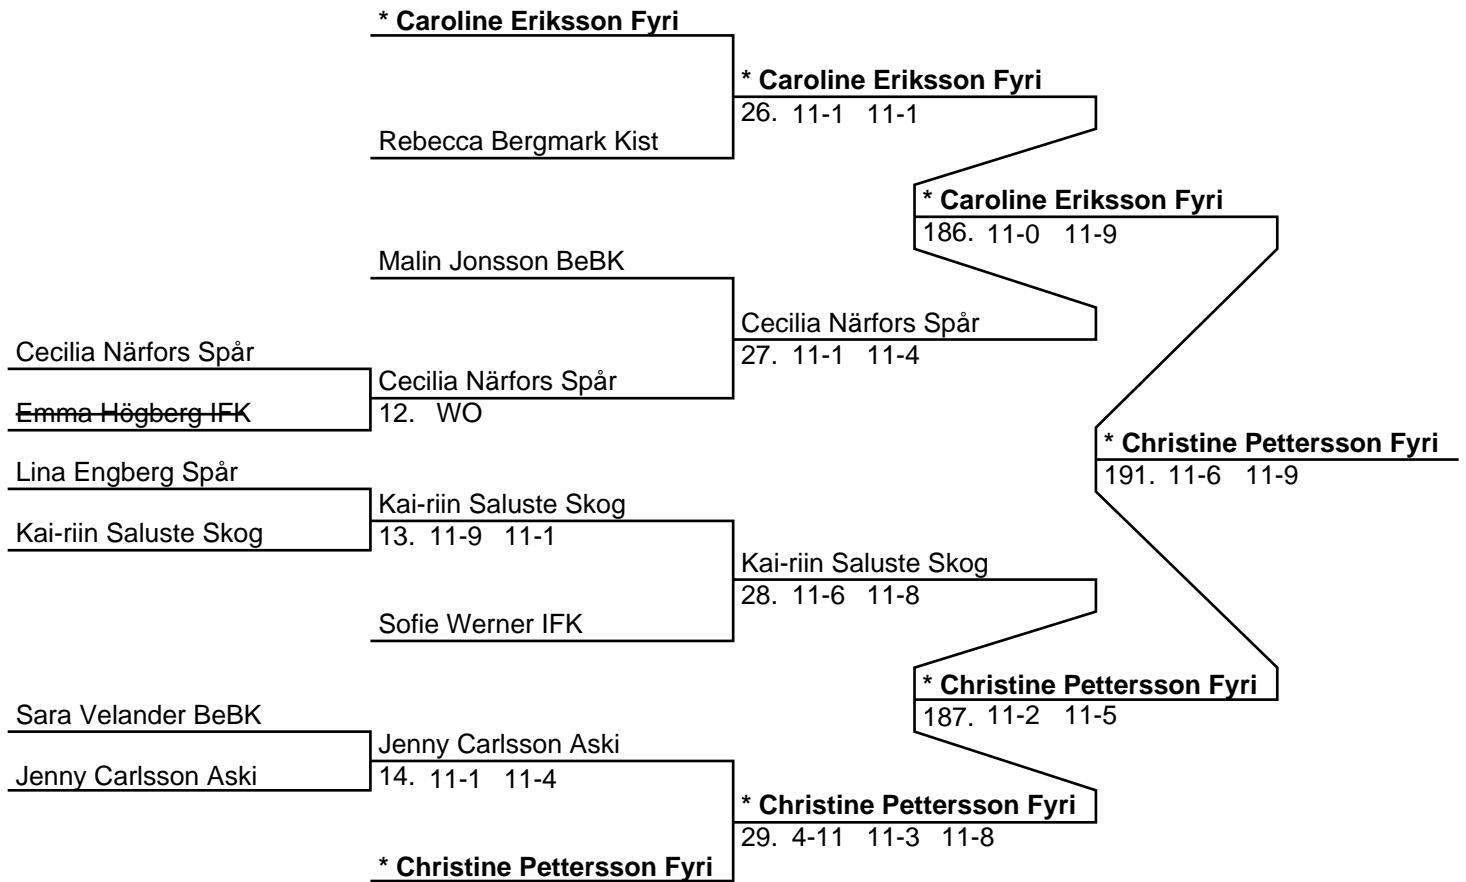 * Caroline Eriksson Fyri
* Caroline Eriksson Fyri
26. 11-1 11-1
Rebecca Bergmark Kist
* Caroline Eriksson Fyri
186. 11-0 11-9
Malin Jonsson BeBK
Cecilia Närfors Spår
27. 11-1 11-4
Cecilia Närfors Spår
Cecilia Närfors Spår
Emma Högberg IFK
12. WO
* Christine Pettersson Fyri
191. 11-6 11-9
Lina Engberg Spår
Kai-riin Saluste Skog
Kai-riin Saluste Skog
13. 11-9 11-1
Kai-riin Saluste Skog
28. 11-6 11-8
Sofie Werner IFK
* Christine Pettersson Fyri
187. 11-2 11-5
Sara Velander BeBK
Jenny Carlsson Aski
Jenny Carlsson Aski
14. 11-1 11-4
* Christine Pettersson Fyri
29. 4-11 11-3 11-8
* Christine Pettersson Fyri